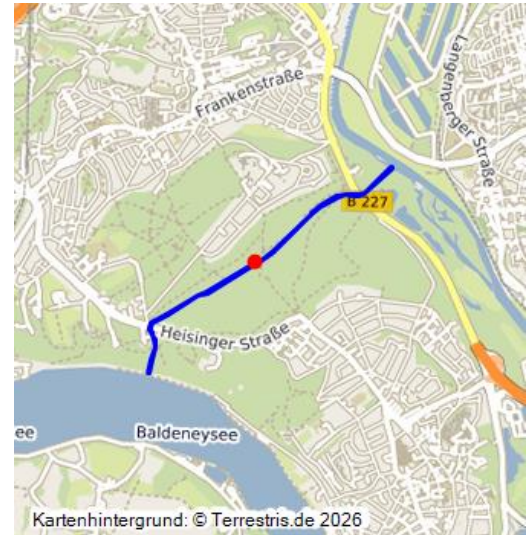 Frankenstraße
Langenberger Straße
B 227
Heisinger Straße
ee
Baldeneysee
Kartenhintergrund: © Terrestris.de 2026